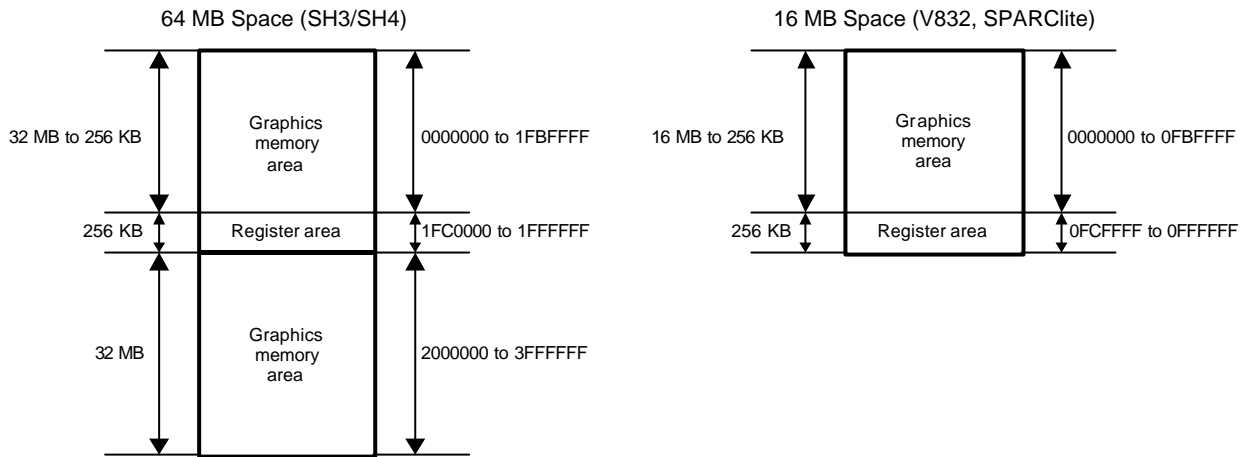 64 MB Space (SH3/SH4)
32 MB to 256 KB
Graphics
memory
area
0000000 to 1FBFFFF
256 KB
Register area
1FC0000 to 1FFFFFF
32 MB
Graphics
memory
area
2000000 to 3FFFFFF
16 MB Space (V832, SPARClite)
16 MB to 256 KB
Graphics
memory
area
0000000 to 0FBFFFF
256 KB
Register area
0FCFFFF to 0FFFFFF